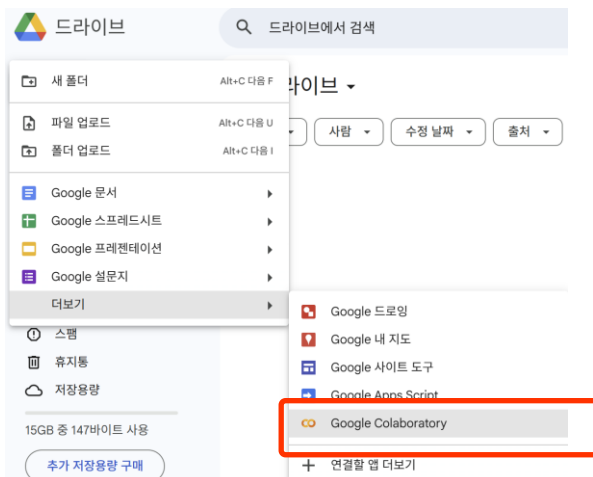 드라이브
드라이브에서 검색
새 폴더 Alt+C 다음 F
라이브
파일 업로드 Alt+C 다음 U
폴더 업로드 Alt+C 다음 I
사람
수정 날짜
출처
Google 문서
Google 스프레드시트
Google 프레젠테이션
Google 설문지
더보기
Google 드로잉
Google 내 지도
Google 사이트 도구
Google Apps Script
Google Colaboratory
연결할 앱 더보기
스팸
휴지통
저장용량
15GB 중 147바이트 사용
추가 저장용량 구매